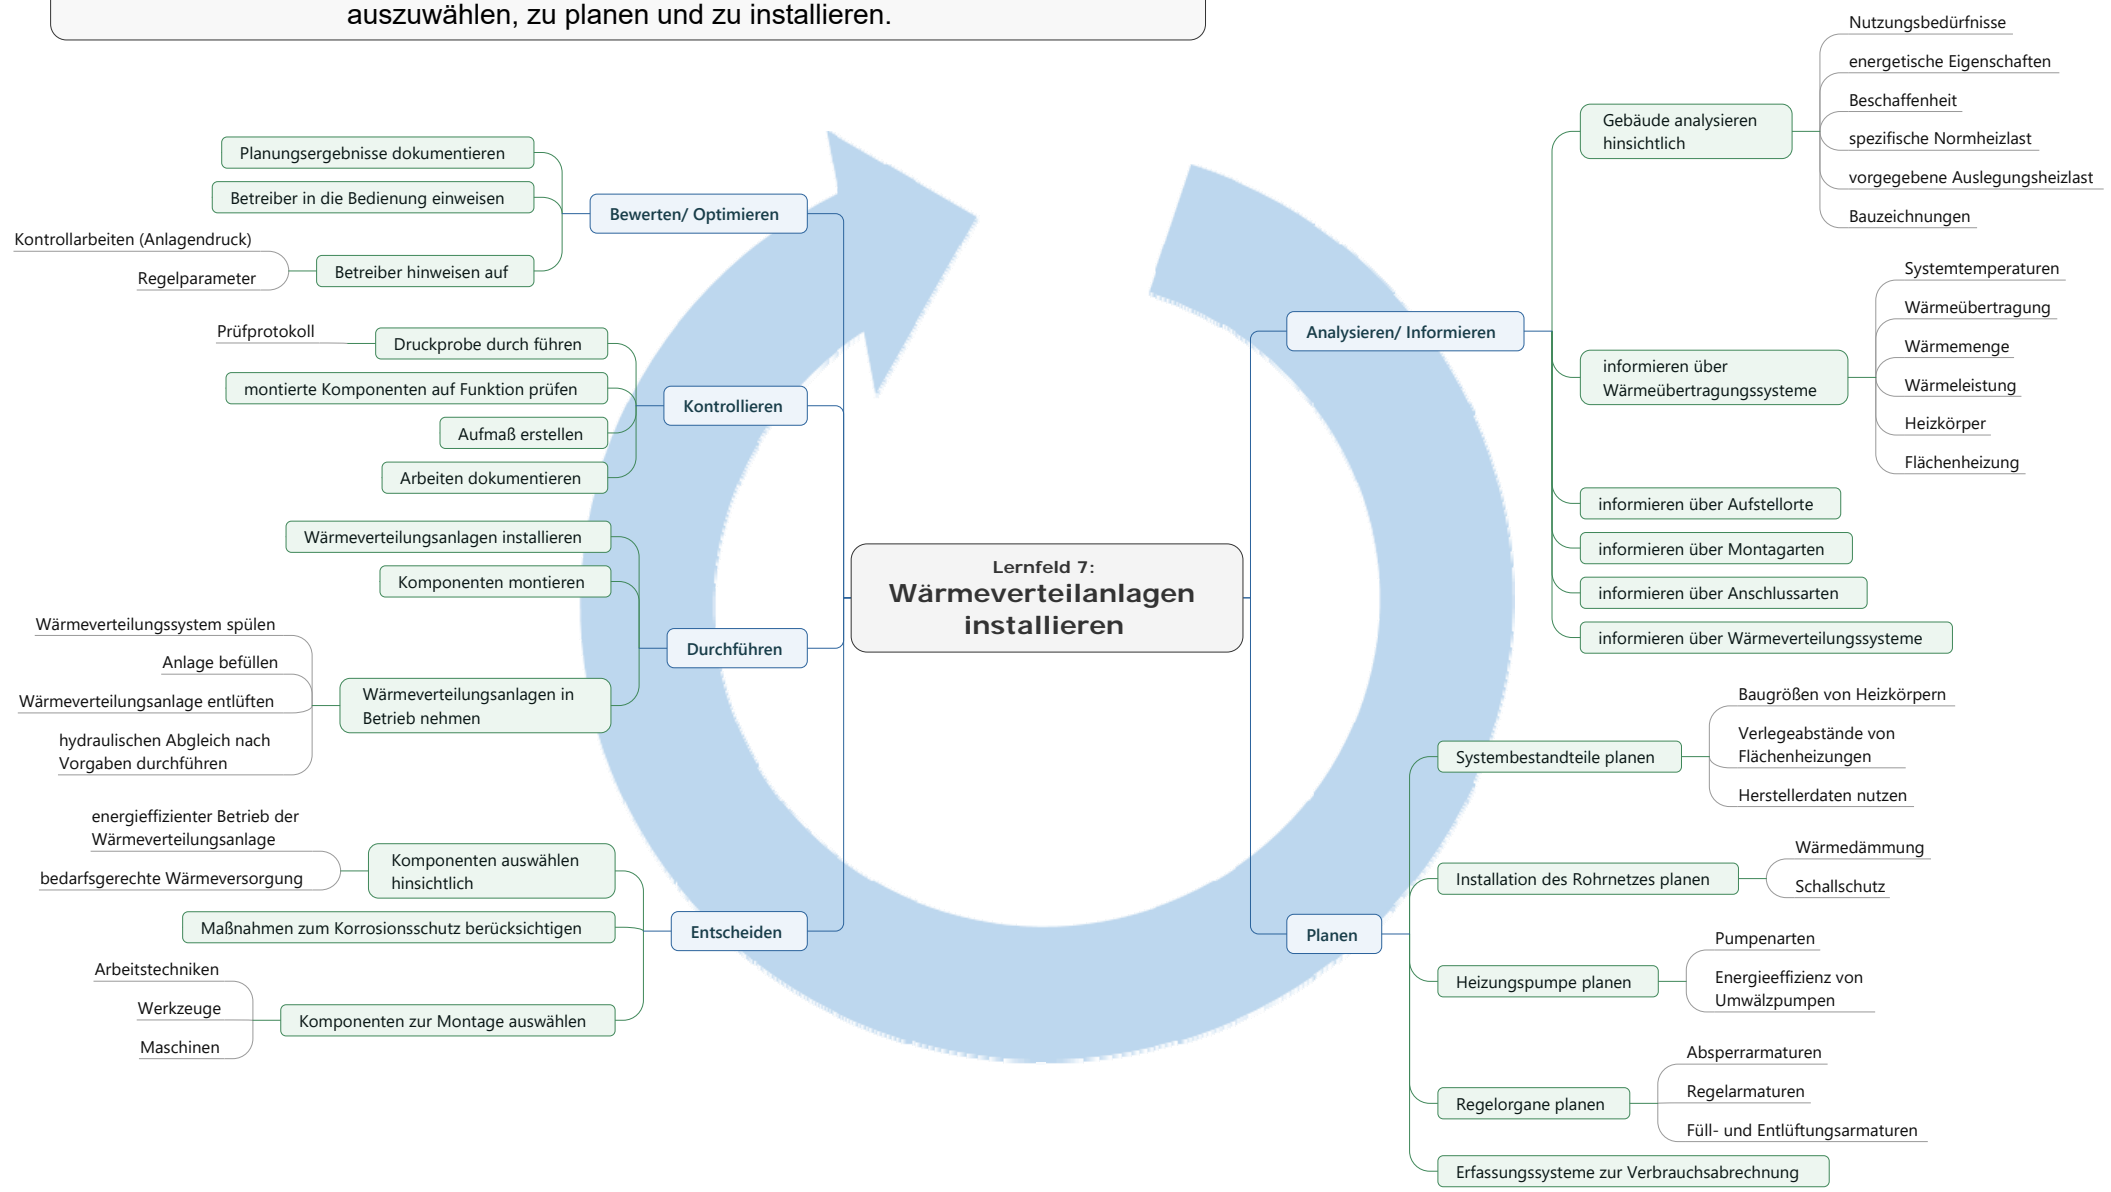 auszuwählen, zu planen und zu installieren.
Lernfeld 7:
Wärmeverteilanlagen
installieren
Analysieren/ Informieren
Gebäude analysieren
hinsichtlich
Nutzungsbedürfnisse
energetische Eigenschaften
Beschaffenheit
spezifische Normheizlast
vorgegebene Auslegungsheizlast
Bauzeichnungen
informieren über
Wärmeübertragungssysteme
Systemtemperaturen
Wärmeübertragung
Wärmemenge
Wärmeleistung
Heizkörper
Flächenheizung
informieren über Aufstellorte
informieren über Montagarten
informieren über Anschlussarten
informieren über Wärmeverteilungssysteme
Planen
Systembestandteile planen
Baugrößen von Heizkörpern
Verlegeabstände von
Flächenheizungen
Herstellerdaten nutzen
Installation des Rohrnetzes planen
Wärmedämmung
Schallschutz
Heizungspumpe planen
Pumpenarten
Energieeffizienz von
Umwälzpumpen
Regelorgane planen
Absperrarmaturen
Regelarmaturen
Füll- und Entlüftungsarmaturen
Erfassungssysteme zur Verbrauchsabrechnung
Entscheiden
Komponenten auswählen
hinsichtlich
energieffizienter Betrieb der
Wärmeverteilungsanlage
bedarfsgerechte Wärmeversorgung
Maßnahmen zum Korrosionsschutz berücksichtigen
Komponenten zur Montage auswählen
Arbeitstechniken
Werkzeuge
Maschinen
Durchführen
Wärmeverteilungsanlagen installieren
Komponenten montieren
Wärmeverteilungsanlagen in
Betrieb nehmen
Wärmeverteilungssystem spülen
Anlage befüllen
Wärmeverteilungsanlage entlüften
hydraulischen Abgleich nach
Vorgaben durchführen
Kontrollieren
Druckprobe durch führen
Prüfprotokoll
montierte Komponenten auf Funktion prüfen
Aufmaß erstellen
Arbeiten dokumentieren
Bewerten/ Optimieren
Planungsergebnisse dokumentieren
Betreiber in die Bedienung einweisen
Betreiber hinweisen auf
Kontrollarbeiten (Anlagendruck)
Regelparameter